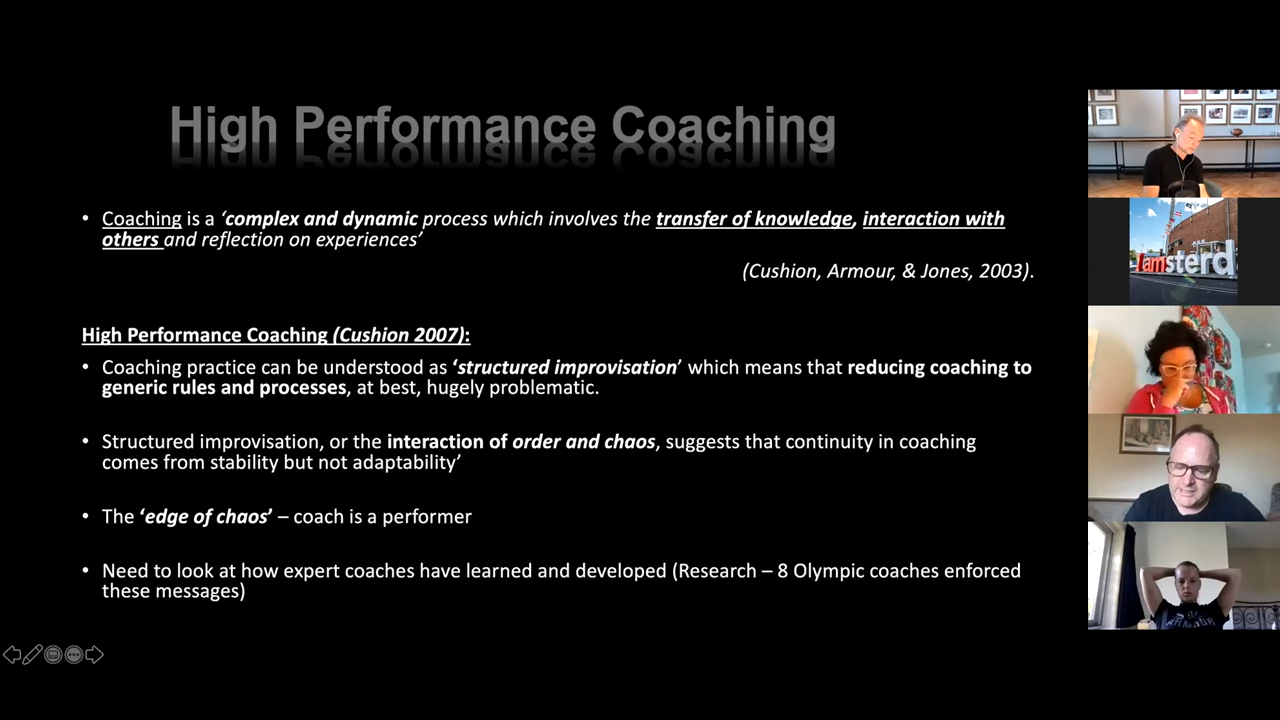 High Performance Coaching
• Coaching is a ‘complex and dynamic process which involves the transfer of knowledge, interaction with
others and reflection on experiences’
(Cushion, Armour, & Jones, 2003).
High Performance Coaching (Cushion 2007):
• Coaching practice can be understood as ‘structured improvisation’ which means that reducing coaching to
generic rules and processes, at best, hugely problematic.
• Structured improvisation, or the interaction of order and chaos, suggests that continuity in coaching
comes from stability but not adaptability’
• The ‘edge of chaos’ – coach is a performer
• Need to look at how expert coaches have learned and developed (Research – 8 Olympic coaches enforced
these messages)
Iamsterd